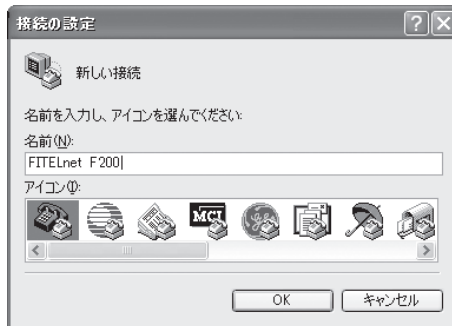 接続の設定
新しい接続
名前を入力し、アイコンを選んでください:
名前(N):
FITELnet F200
アイコン(I):
MCI
OK キャンセル